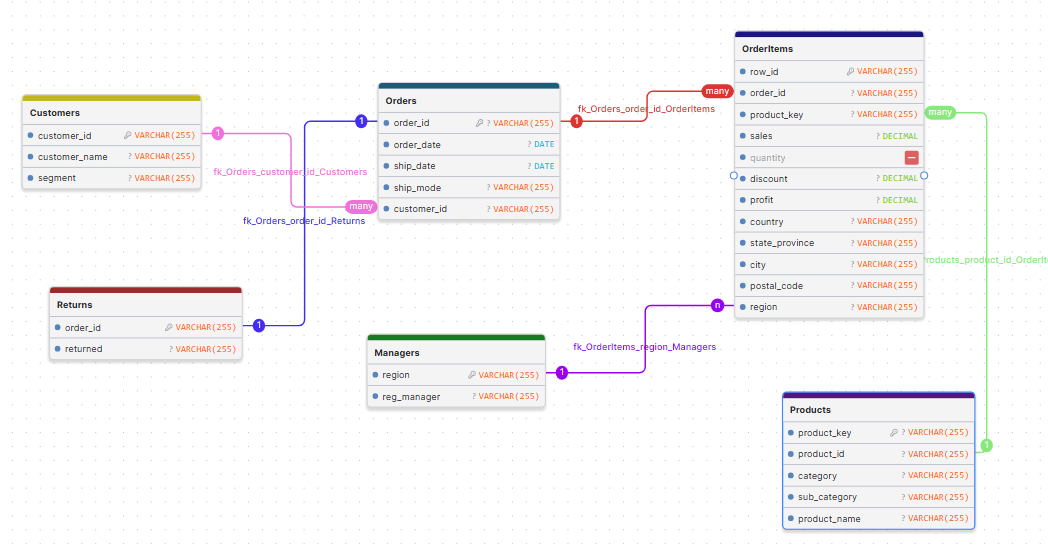 Customers
customer_id ? VARCHAR(255)
customer_name ? VARCHAR(255)
segment ? VARCHAR(255)
1
fk_Orders_customer_id_Customers
many
Orders
order_id ? VARCHAR(255)
order_date ? DATE
ship_date ? DATE
ship_mode ? VARCHAR(255)
customer_id ? VARCHAR(255)
1
fk_Orders_order_id_Returns
1
Returns
order_id VARCHAR(255)
returned ? VARCHAR(255)
1
fk_Orders_order_id_OrderItems
many
OrderItems
row_id VARCHAR(255)
order_id ? VARCHAR(255)
product_key ? VARCHAR(255)
sales ? DECIMAL
quantity
discount ? DECIMAL
profit ? DECIMAL
country ? VARCHAR(255)
state_province ? VARCHAR(255)
city ? VARCHAR(255)
postal_code ? VARCHAR(255)
region ? VARCHAR(255)
many
Products_product_id_OrderIt
1
n
fk_OrderItems_region_Managers
1
Managers
region VARCHAR(255)
reg_manager ? VARCHAR(255)
Products
product_key ? VARCHAR(255)
product_id ? VARCHAR(255)
category ? VARCHAR(255)
sub_category ? VARCHAR(255)
product_name ? VARCHAR(255)